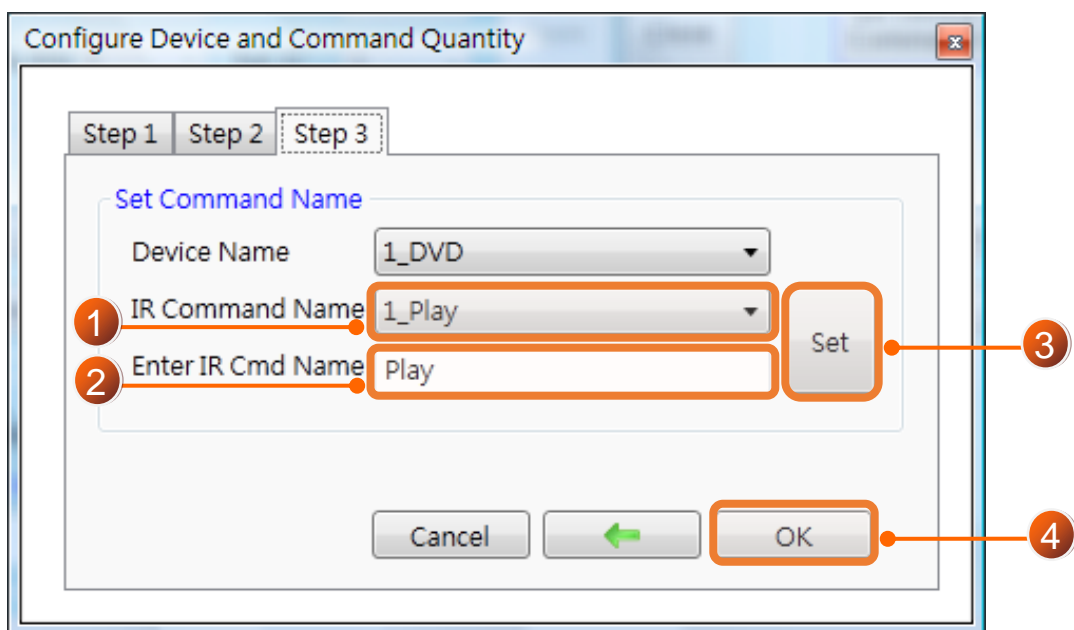 Configure Device and Command Quantity
x
Step 1 Step 2 Step 3
Set Command Name
Device Name 1_DVD
IR Command Name 1_Play
1
Set
3
Enter IR Cmd Name Play
2
Cancel OK
4